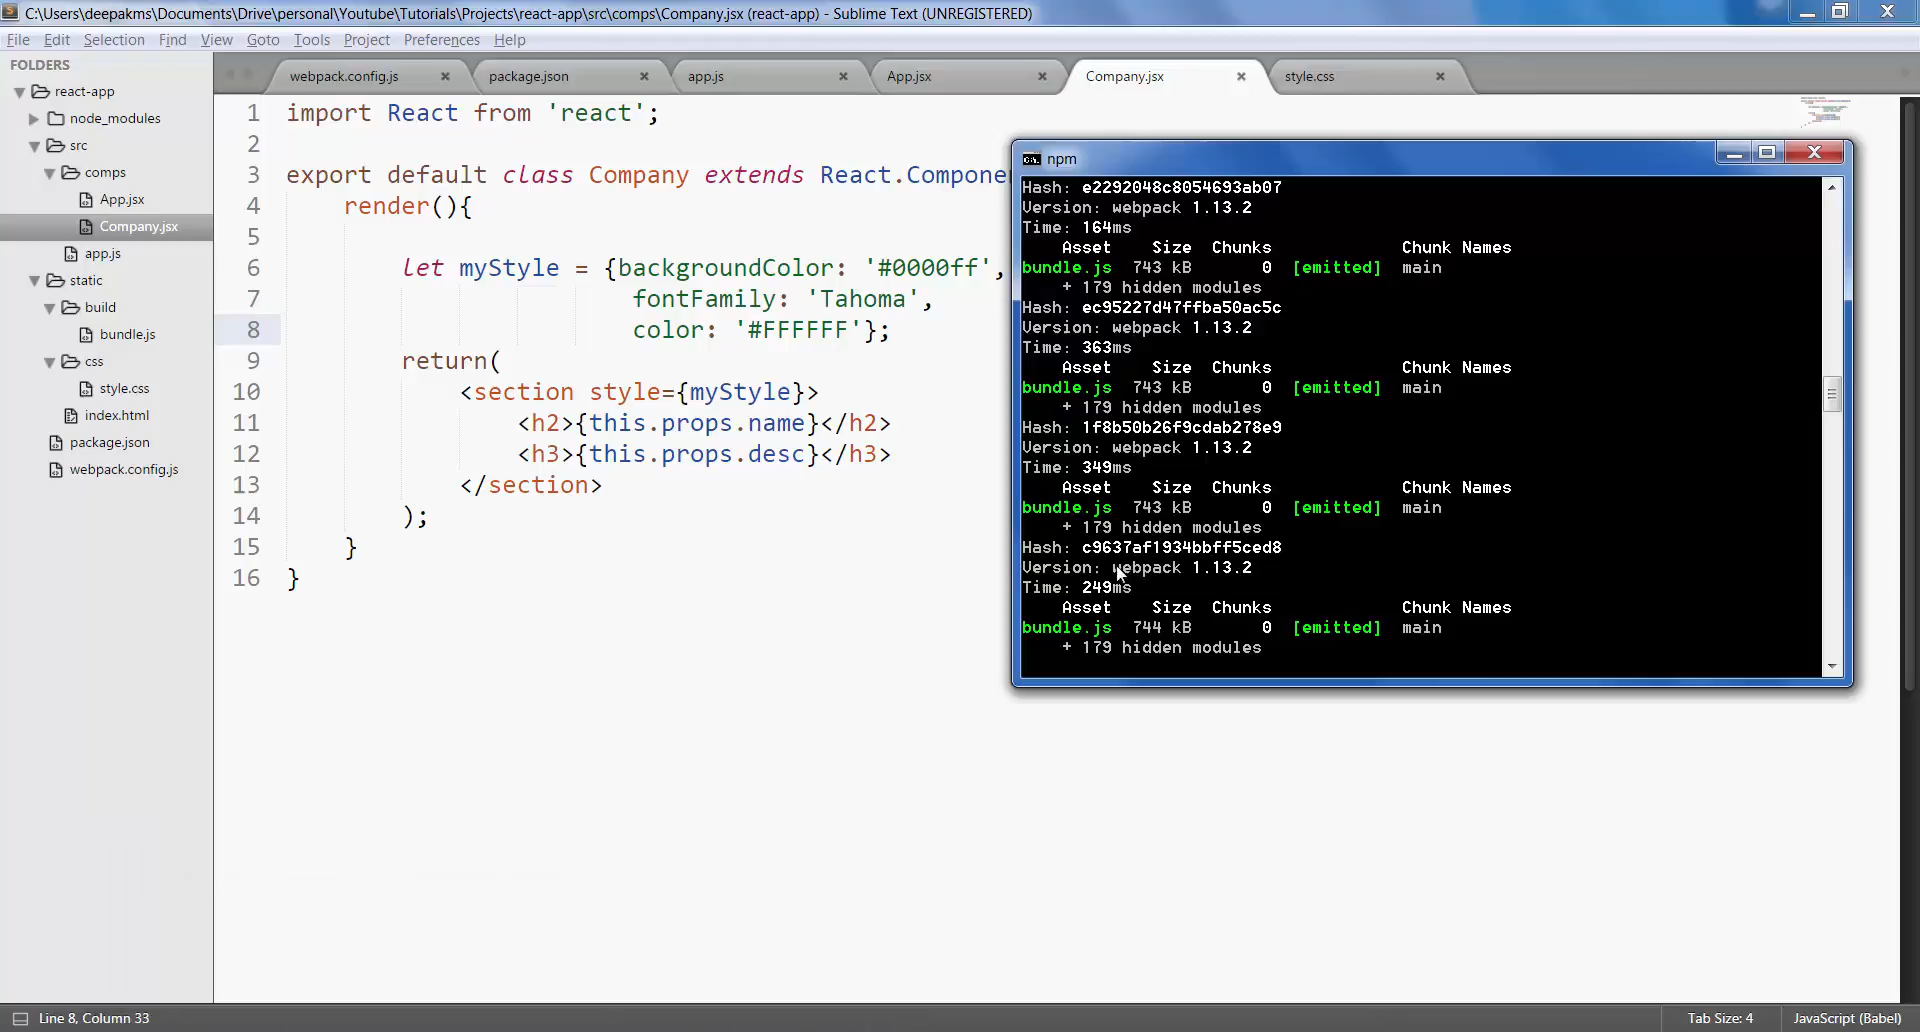 C:\Users\deepakms\Documents\Drive\personal\Youtube\Tutorials\Projects\react-app\src\comps\Company.jsx (react-app) - Sublime Text (UNREGISTERED)
File Edit Selection Find View Goto Tools Project Preferences Help
FOLDERS
react-app
node_modules
src
comps
App.jsx
Company.jsx
app.js
static
build
bundle.js
css
style.css
index.html
package.json
webpack.config.js
webpack.config.js package.json app.js App.jsx Company.jsx style.css
1 import React from 'react';
2
3 export default class Company extends React.Compone
4 render(){
5
6 let myStyle = {backgroundColor: '#0000ff',
7 fontFamily: 'Tahoma',
8 color: '#FFFFFF'};
9 return(
10 <section style={myStyle}>
11 <h2>{this.props.name}</h2>
12 <h3>{this.props.desc}</h3>
13 </section>
14 );
15 }
16 }
npm
Hash: e2292048c8054693ab07
Version: webpack 1.13.2
Time: 164ms
Asset Size Chunks Chunk Names
bundle.js 743 kB 0 [emitted] main
+ 179 hidden modules
Hash: ec95227d47ffba50ac5c
Version: webpack 1.13.2
Time: 363ms
Asset Size Chunks Chunk Names
bundle.js 743 kB 0 [emitted] main
+ 179 hidden modules
Hash: 1f8b50b26f9cdab278e9
Version: webpack 1.13.2
Time: 349ms
Asset Size Chunks Chunk Names
bundle.js 743 kB 0 [emitted] main
+ 179 hidden modules
Hash: c9637af1934bbff5ced8
Version: webpack 1.13.2
Time: 249ms
Asset Size Chunks Chunk Names
bundle.js 744 kB 0 [emitted] main
+ 179 hidden modules
Line 8, Column 33
Tab Size: 4
JavaScript (Babel)